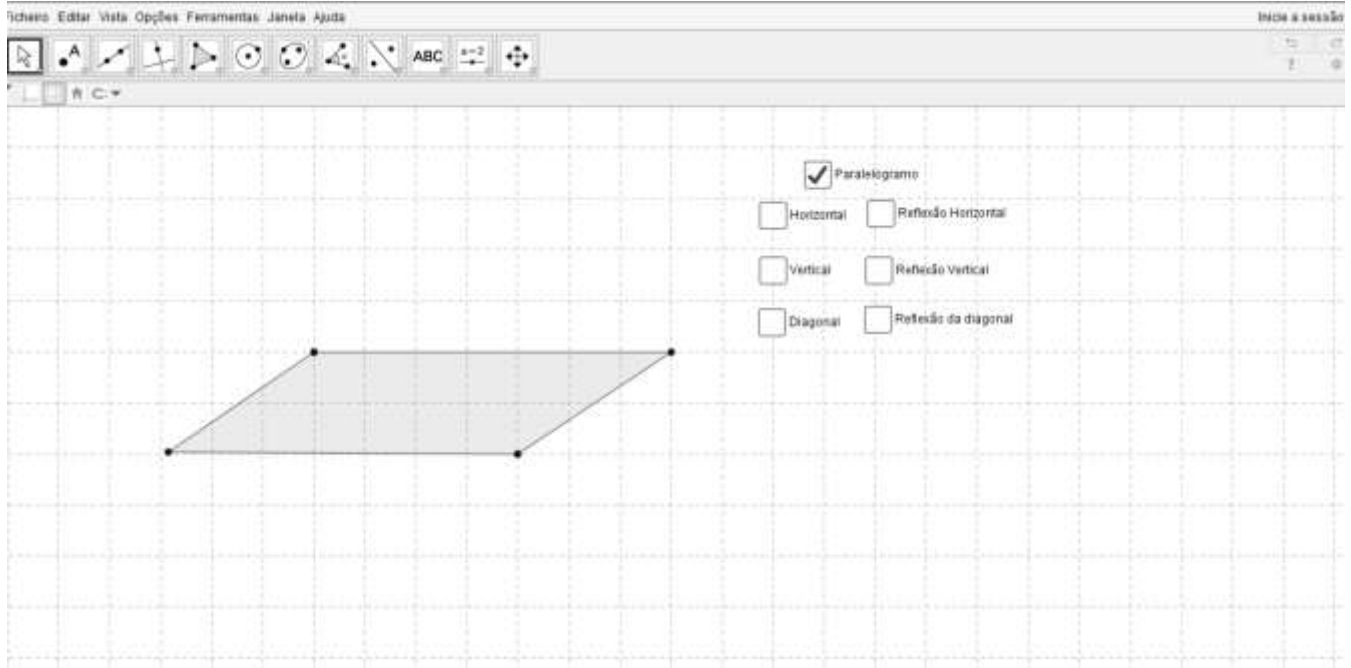 Ficheiro Editar Vista Opções Ferramentas Janela Ajuda
Inicie a sessão
A
ABC
a=2
?
Paralelogramo
Horizontal
Reflexão Horizontal
Vertical
Reflexão Vertical
Diagonal
Reflexão da diagonal